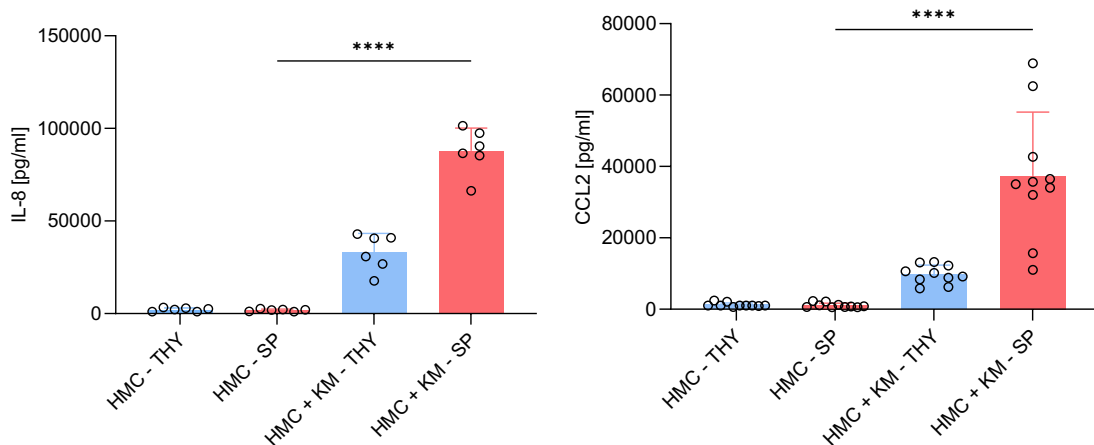 IL-8 [pg/ml]
150000
100000
50000
0
****
HMC - THY
HMC - SP
HMC + KM - THY
HMC + KM - SP
CCL2 [pg/ml]
80000
60000
40000
20000
0
****
HMC - THY
HMC - SP
HMC + KM - THY
HMC + KM - SP